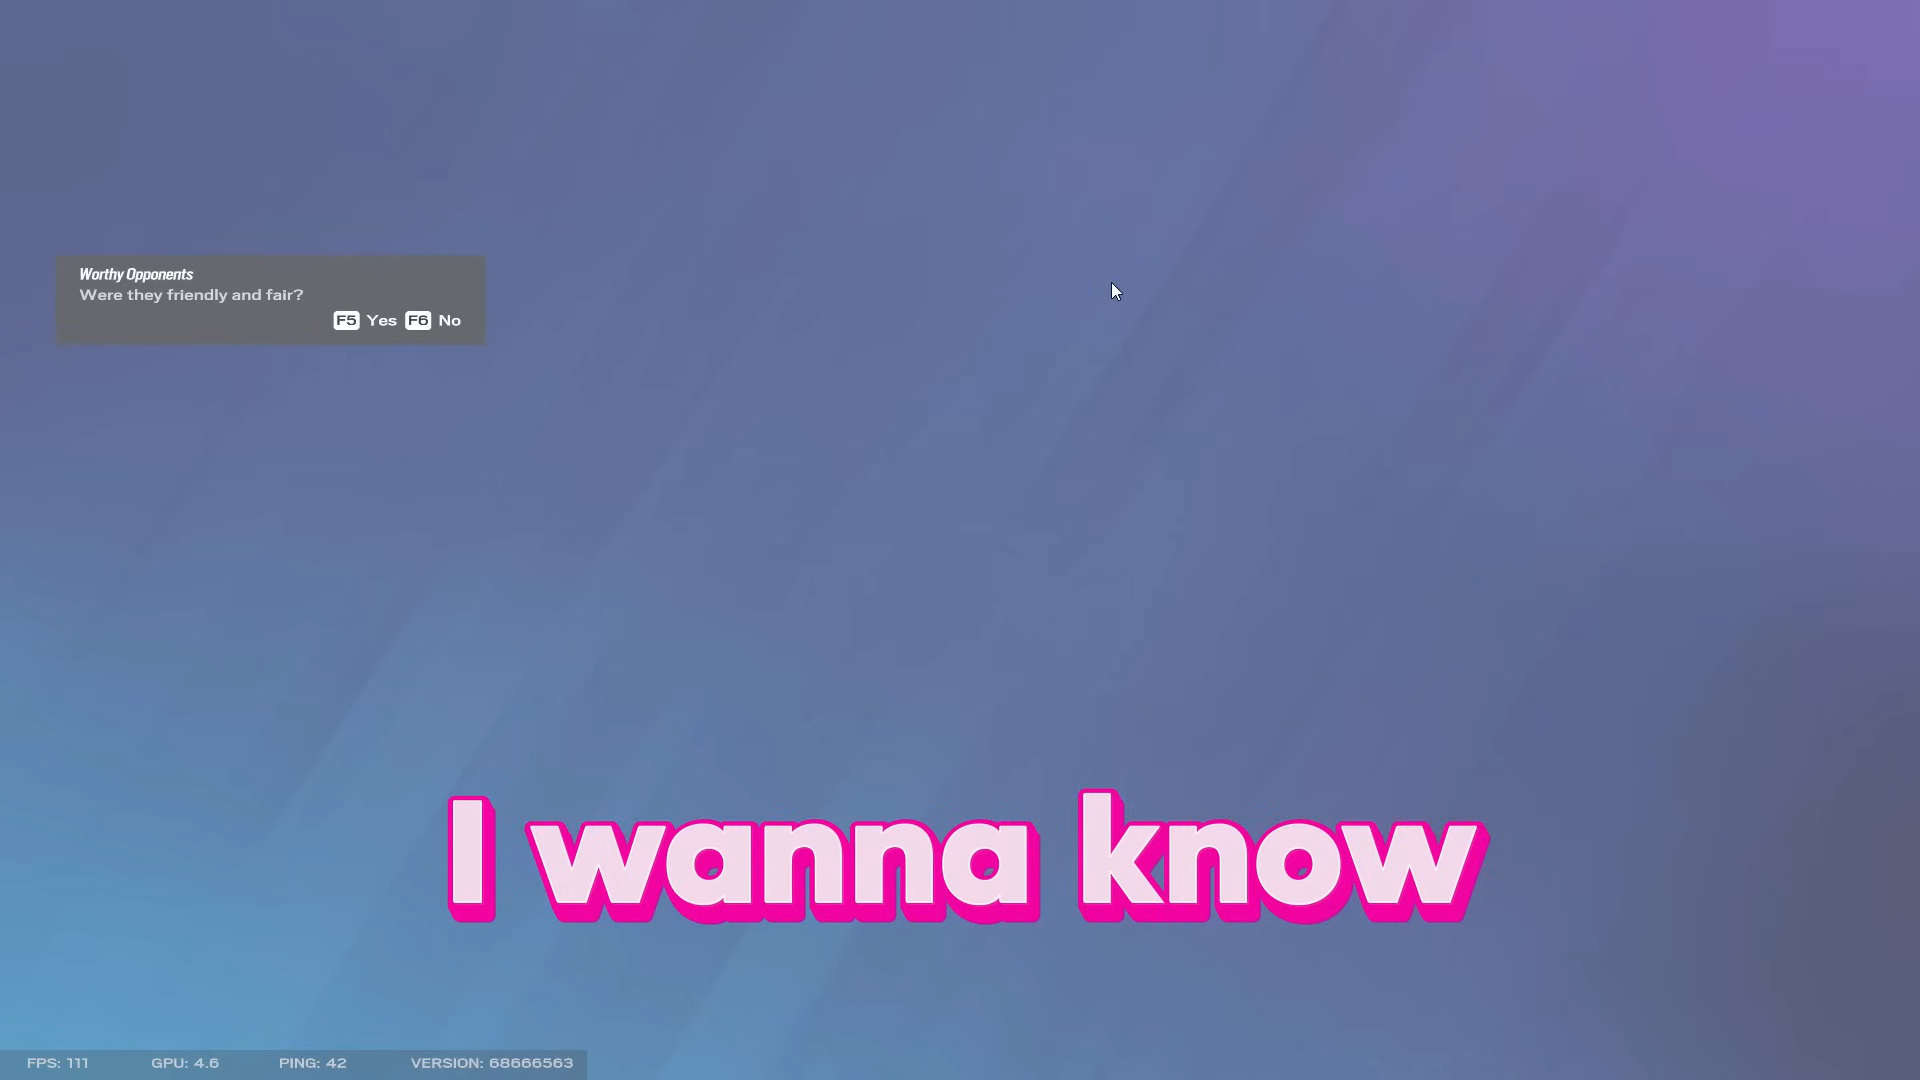 Worthy Opponents
Were they friendly and fair?
F5 Yes F6 No
I wanna know
FPS: 111 GPU: 4.6 PING: 42 VERSION: 68666563